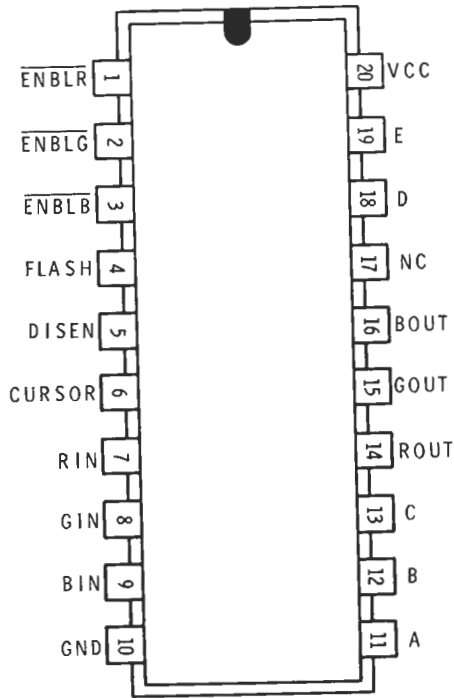 ENBLR 1 20 VCC
ENBLG 2 19 E
ENBLB 3 18 D
FLASH 4 17 NC
DISEN 5 16 BOUT
CURSOR 6 15 GOUT
RIN 7 14 ROUT
GIN 8 13 C
BIN 9 12 B
GND 10 11 A